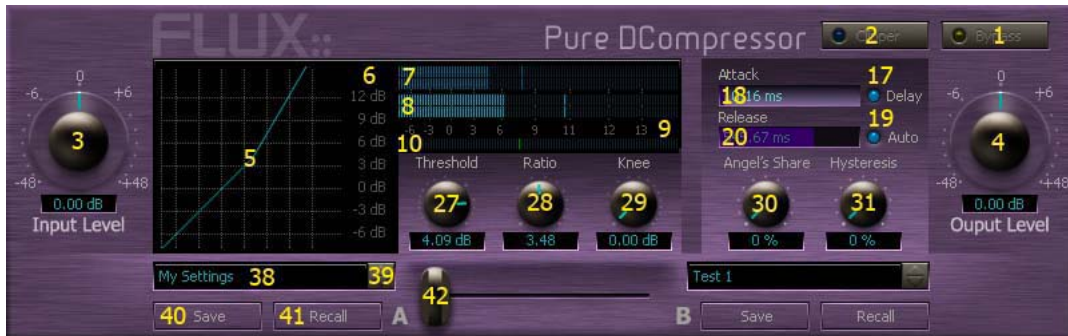 FLUX::
Pure DCompressor
2
1 Bypass
0
-6 +6
3
-48 +48
0.00 dB
Input Level
6
12 dB
9 dB
6 dB
3 dB
0 dB
-3 dB
-6 dB
5
7
8
-6 -3 0 3 6 9 11 12 13 9
10
Threshold Ratio Knee
27 28 29
4.09 dB 3.48 0.00 dB
Attack 17
18 ms Delay
Release 19
20 ms Auto
Angel's Share Hysteresis
30 31
0 % 0 %
0
-6 +6
4
-48 +48
0.00 dB
Ouput Level
My Settings 38 39
40 Save 41 Recall
A 42 B
Test 1
Save Recall